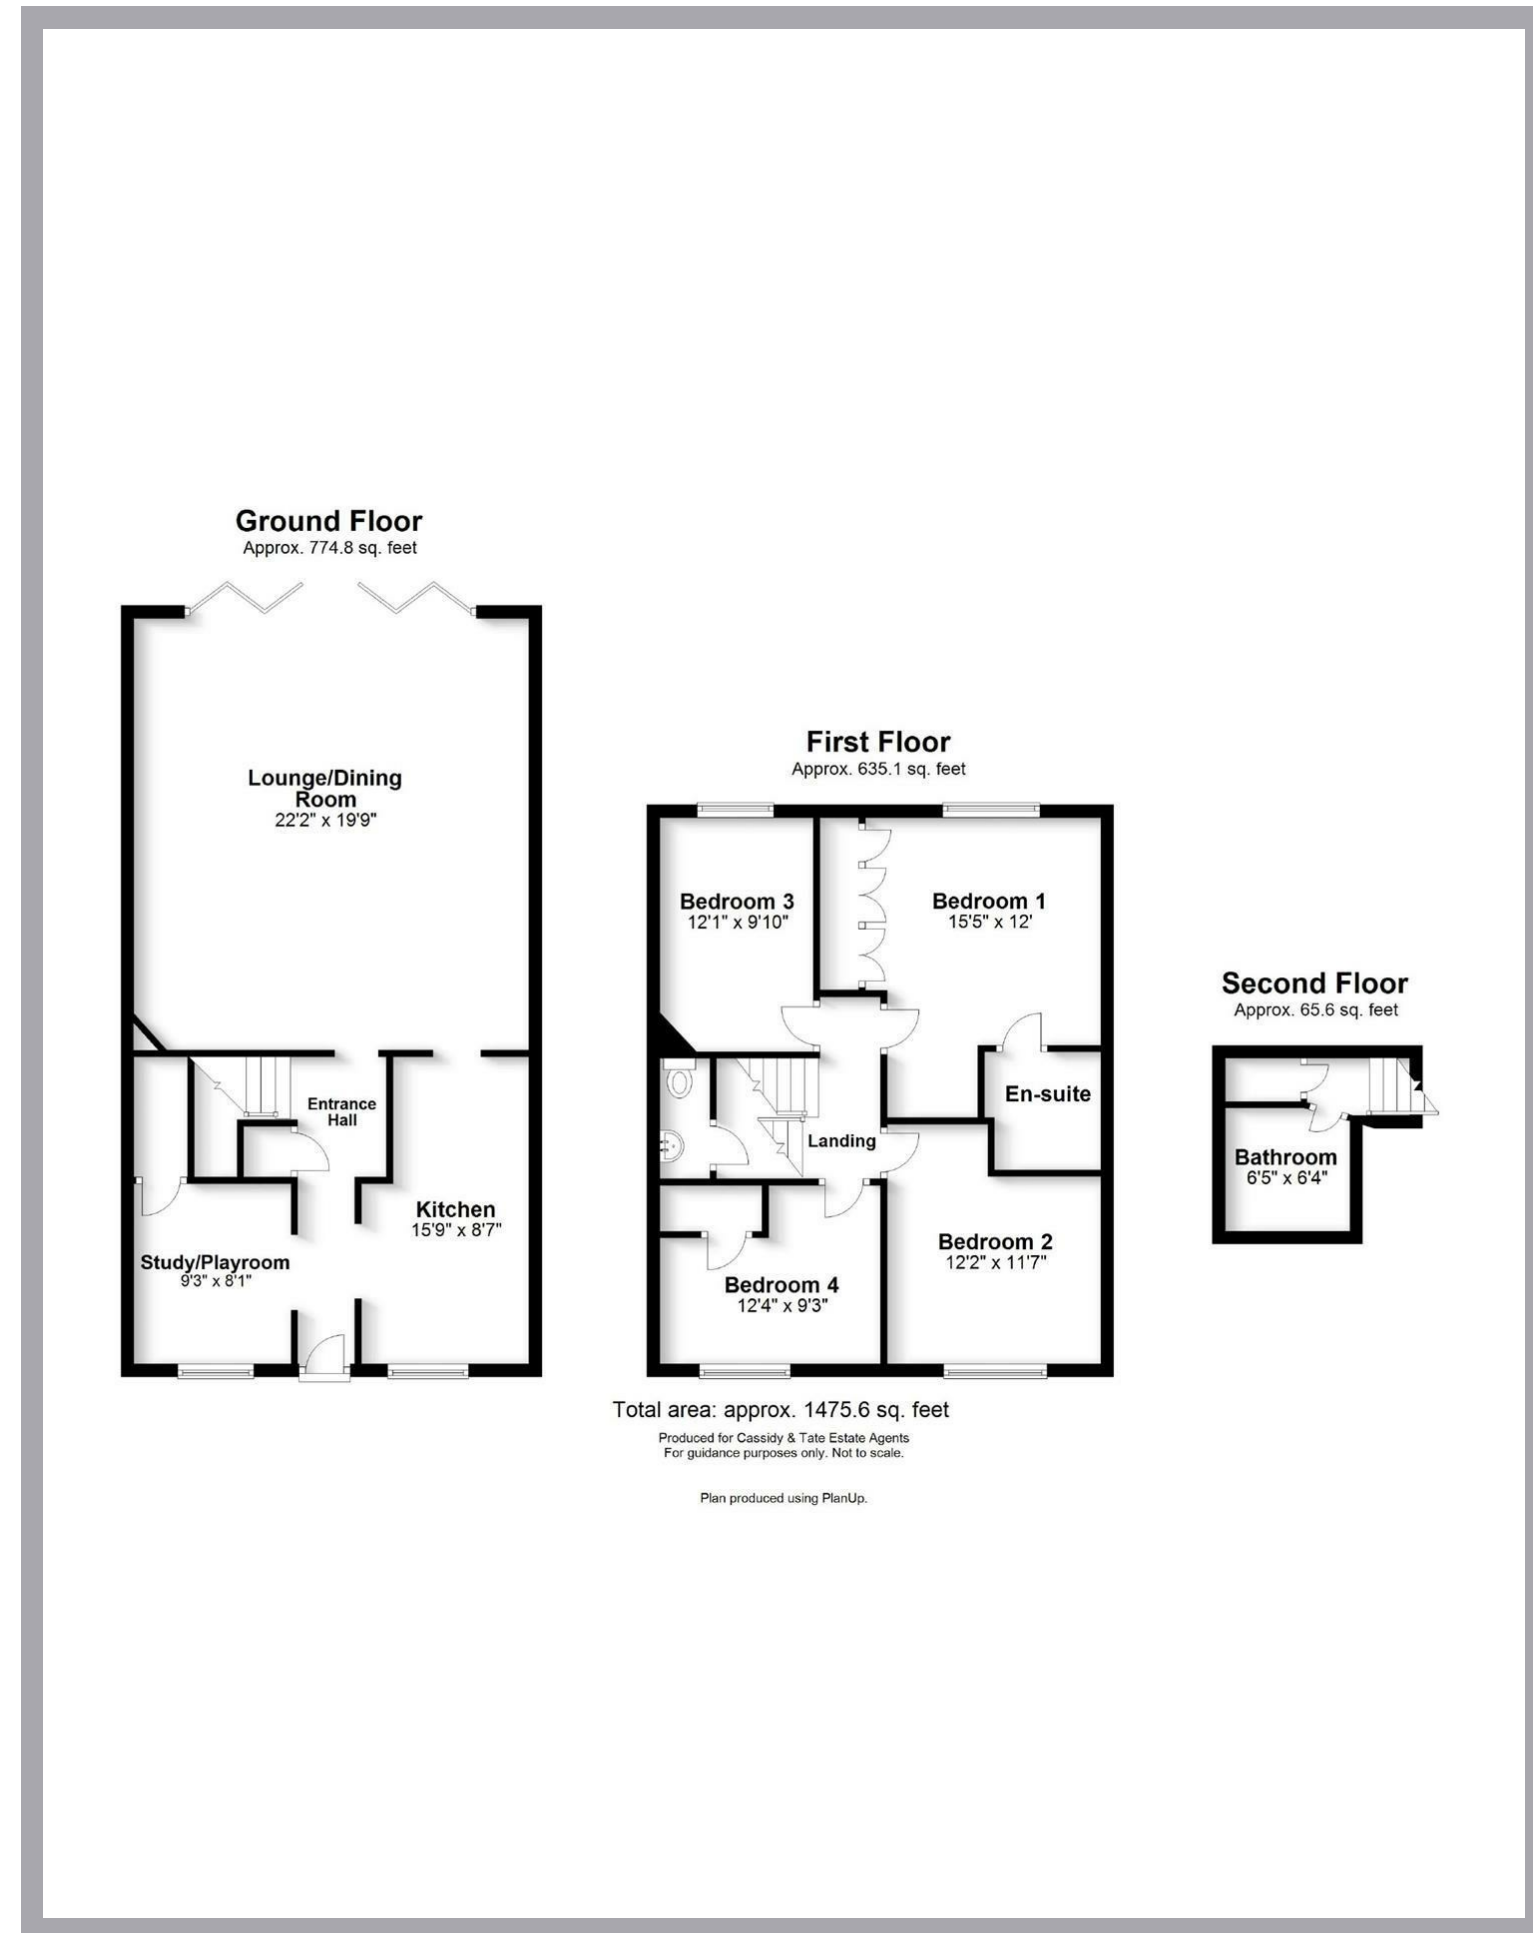 Ground Floor
Approx. 774.8 sq. feet
Lounge/Dining
Room
22'2" x 19'9"
Entrance
Hall
Kitchen
15'9" x 8'7"
Study/Playroom
9'3" x 8'1"
First Floor
Approx. 635.1 sq. feet
Bedroom 3
12'1" x 9'10"
Bedroom 1
15'5" x 12'
En-suite
Landing
Bedroom 2
12'2" x 11'7"
Bedroom 4
12'4" x 9'3"
Second Floor
Approx. 65.6 sq. feet
Bathroom
6'5" x 6'4"
Total area: approx. 1475.6 sq. feet
Produced for Cassidy & Tate Estate Agents
For guidance purposes only. Not to scale.
Plan produced using PlanUp.